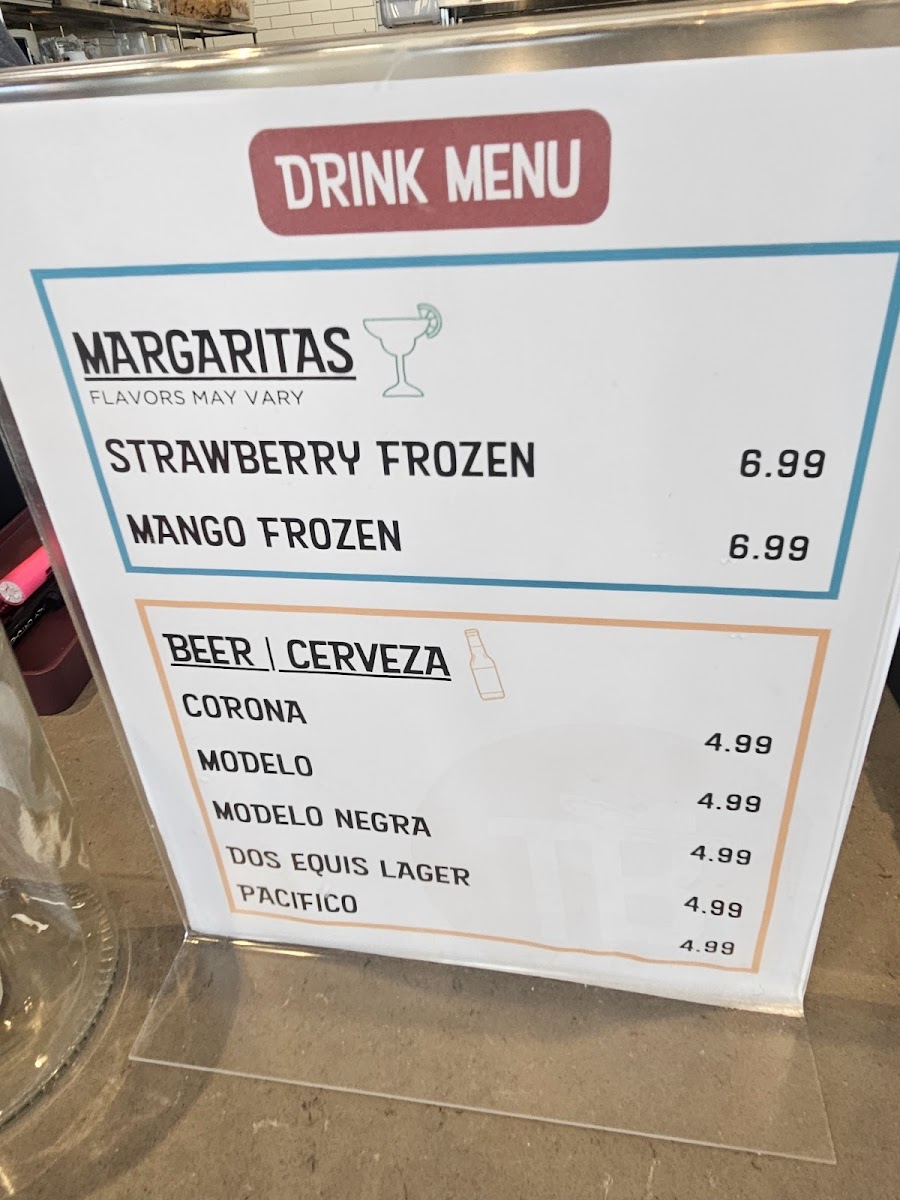 DRINK MENU
MARGARITAS
FLAVORS MAY VARY
STRAWBERRY FROZEN 6.99
MANGO FROZEN 6.99
BEER | CERVEZA
CORONA 4.99
MODELO 4.99
MODELO NEGRA 4.99
DOS EQUIS LAGER 4.99
PACIFICO 4.99